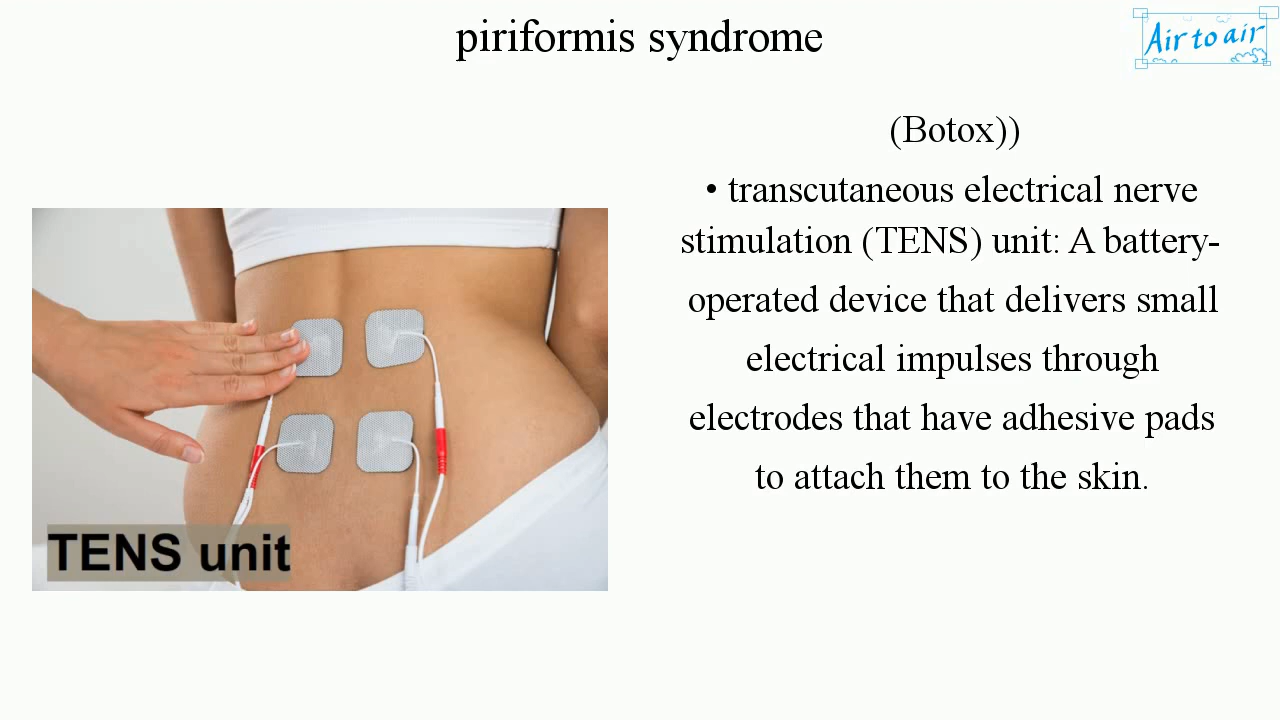 piriformis syndrome
Air to air
(Botox))
• transcutaneous electrical nerve
stimulation (TENS) unit: A battery-
operated device that delivers small
electrical impulses through
electrodes that have adhesive pads
to attach them to the skin.
TENS unit